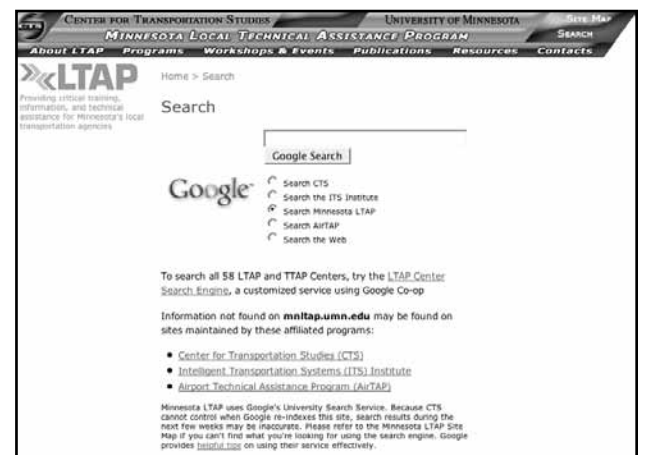 CTS
CENTER FOR TRANSPORTATION STUDIES
UNIVERSITY OF MINNESOTA
SITE MAP
MINNESOTA LOCAL TECHNICAL ASSISTANCE PROGRAM
SEARCH
About LTAP Programs Workshops & Events Publications Resources Contacts
LTAP
Providing critical training,
information, and technical
assistance for Minnesota's local
transportation agencies
Home > Search
Search
Google Search
Google™
Search CTS
Search the ITS Institute
Search Minnesota LTAP
Search AirTAP
Search the Web
To search all 58 LTAP and TTAP Centers, try the LTAP Center
Search Engine, a customized service using Google Co-op
Information not found on mnltap.umn.edu may be found on
sites maintained by these affiliated programs:
• Center for Transportation Studies (CTS)
• Intelligent Transportation Systems (ITS) Institute
• Airport Technical Assistance Program (AirTAP)
Minnesota LTAP uses Google's University Search Service. Because CTS
cannot control when Google re-indexes this site, search results during the
next few weeks may be inaccurate. Please refer to the Minnesota LTAP Site
Map if you can't find what you're looking for using the search engine. Google
provides helpful tips on using their service effectively.